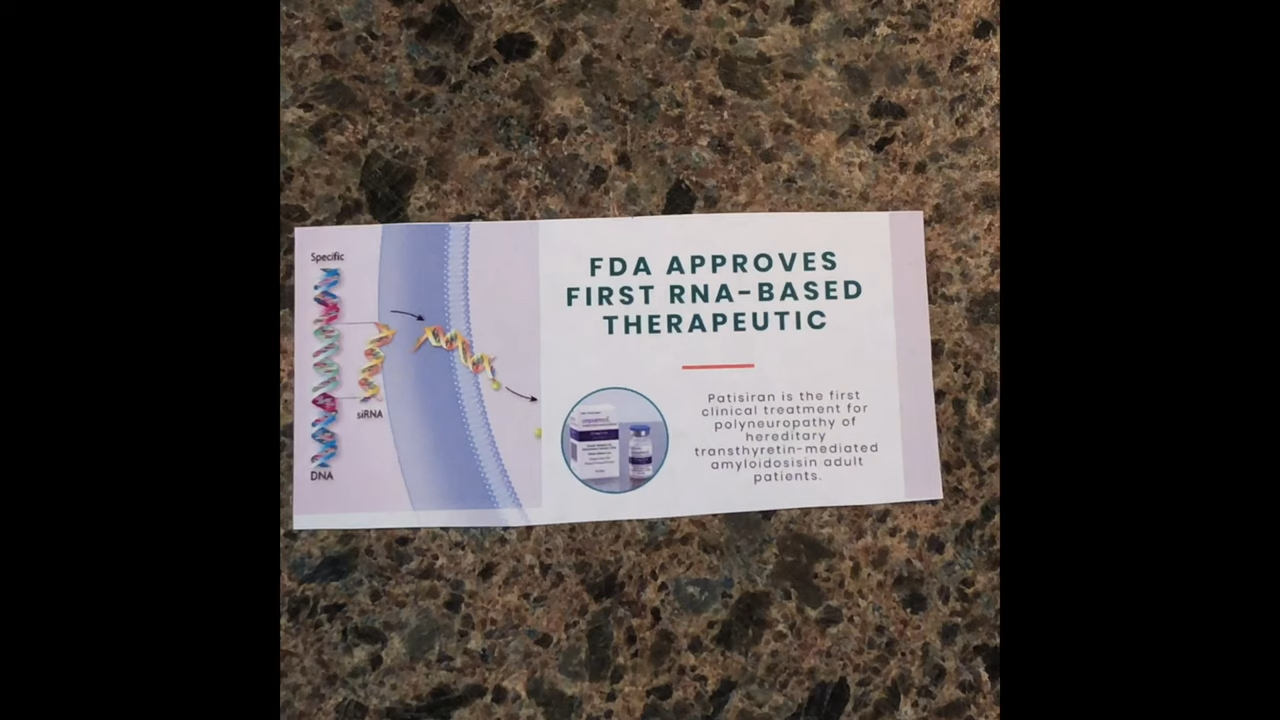 Specific
siRNA
DNA
FDA APPROVES
FIRST RNA-BASED
THERAPEUTIC
Patisiran is the first
clinical treatment for
polyneuropathy of
hereditary
transthyretin-mediated
amyloidosisin adult
patients.